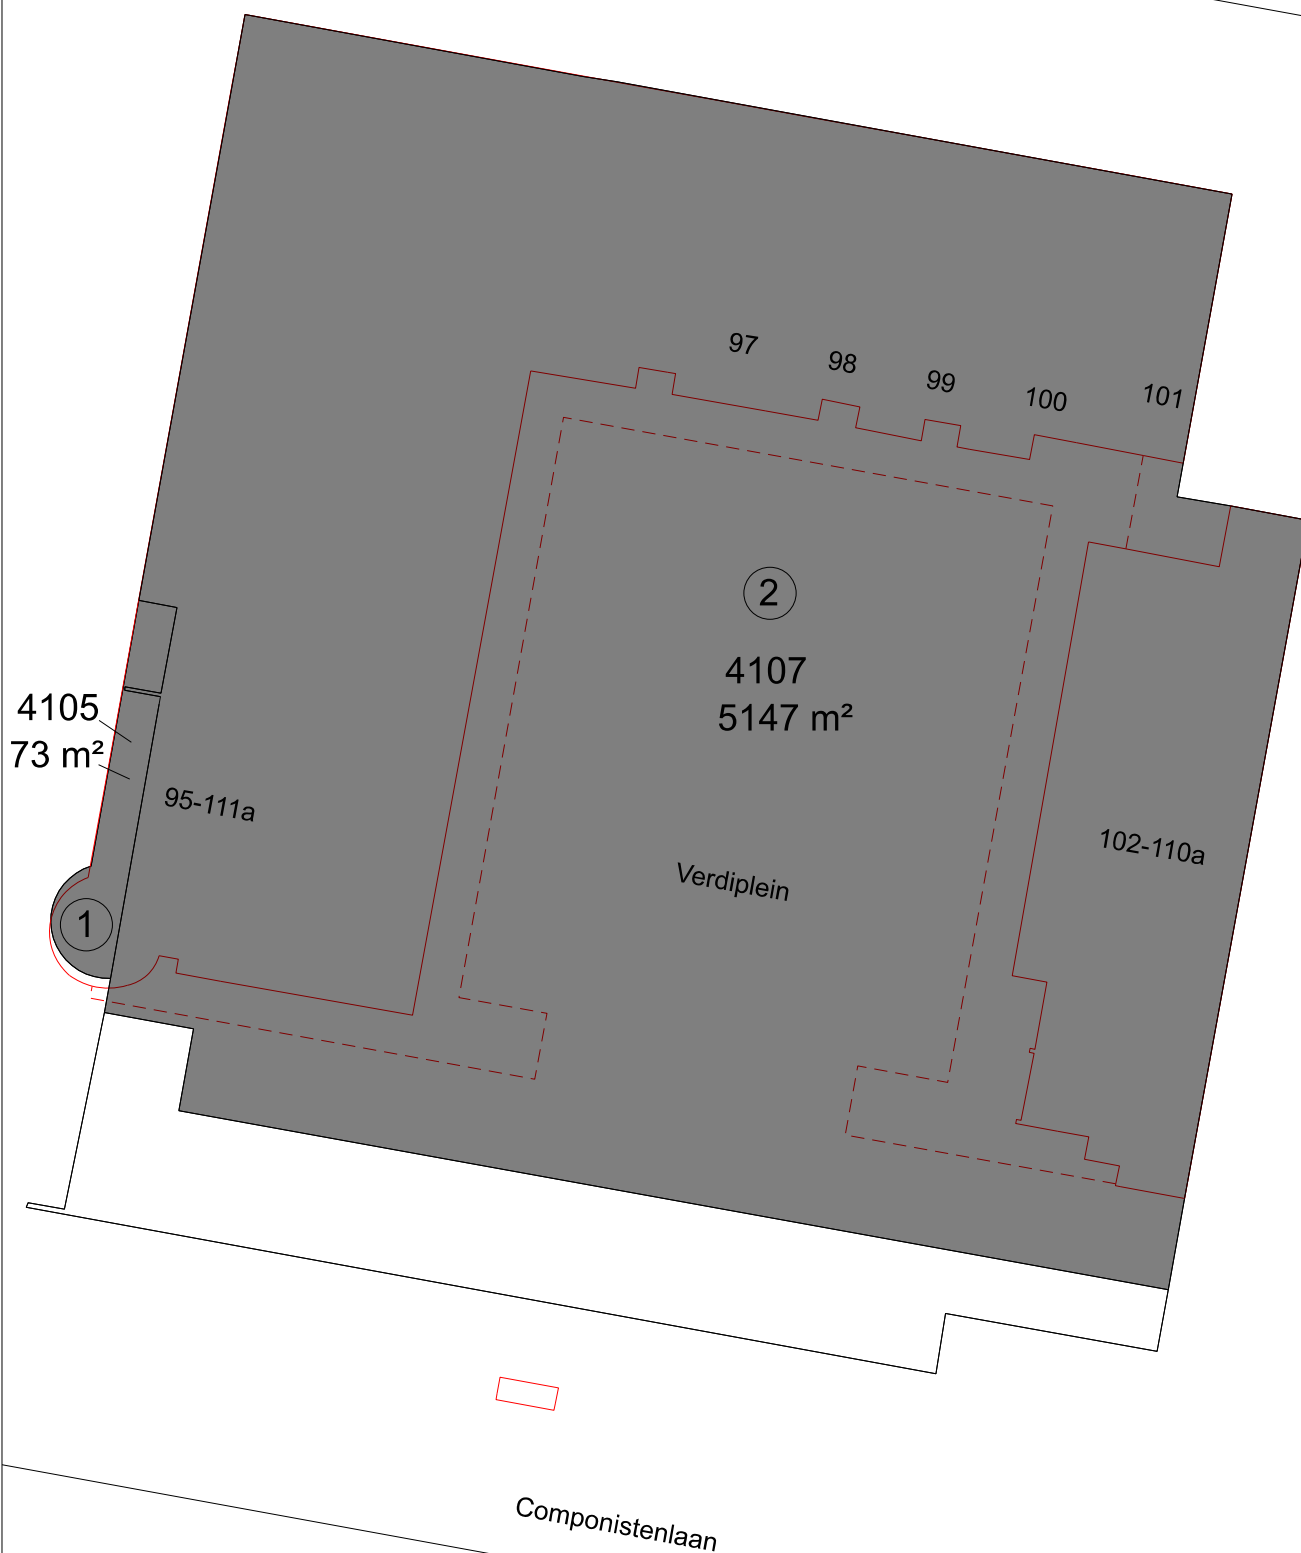 97
98
99
100
101
2
4107
5147 m²
4105
73 m²
95-111a
102-110a
Verdiplein
1
Componistenlaan